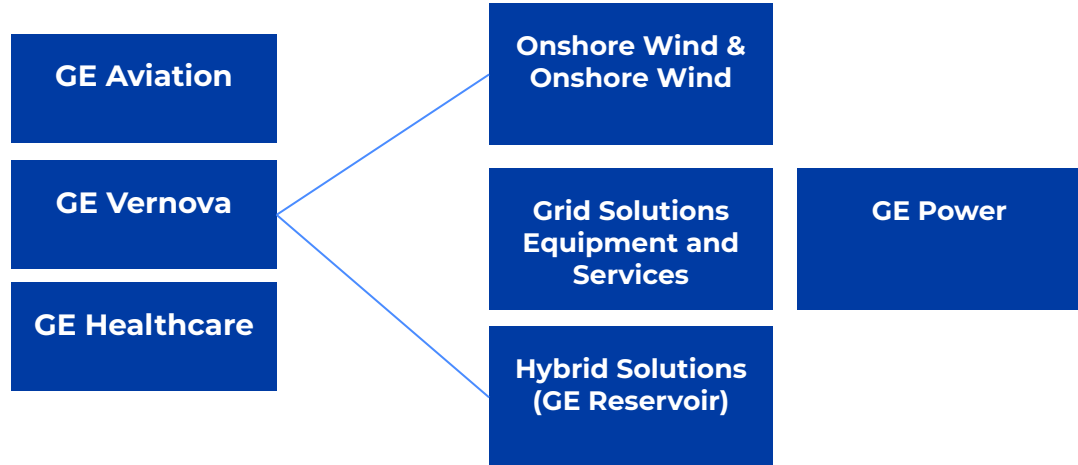 GE Aviation
GE Vernova
GE Healthcare
Onshore Wind &
Onshore Wind
Grid Solutions
Equipment and
Services
Hybrid Solutions
(GE Reservoir)
GE Power